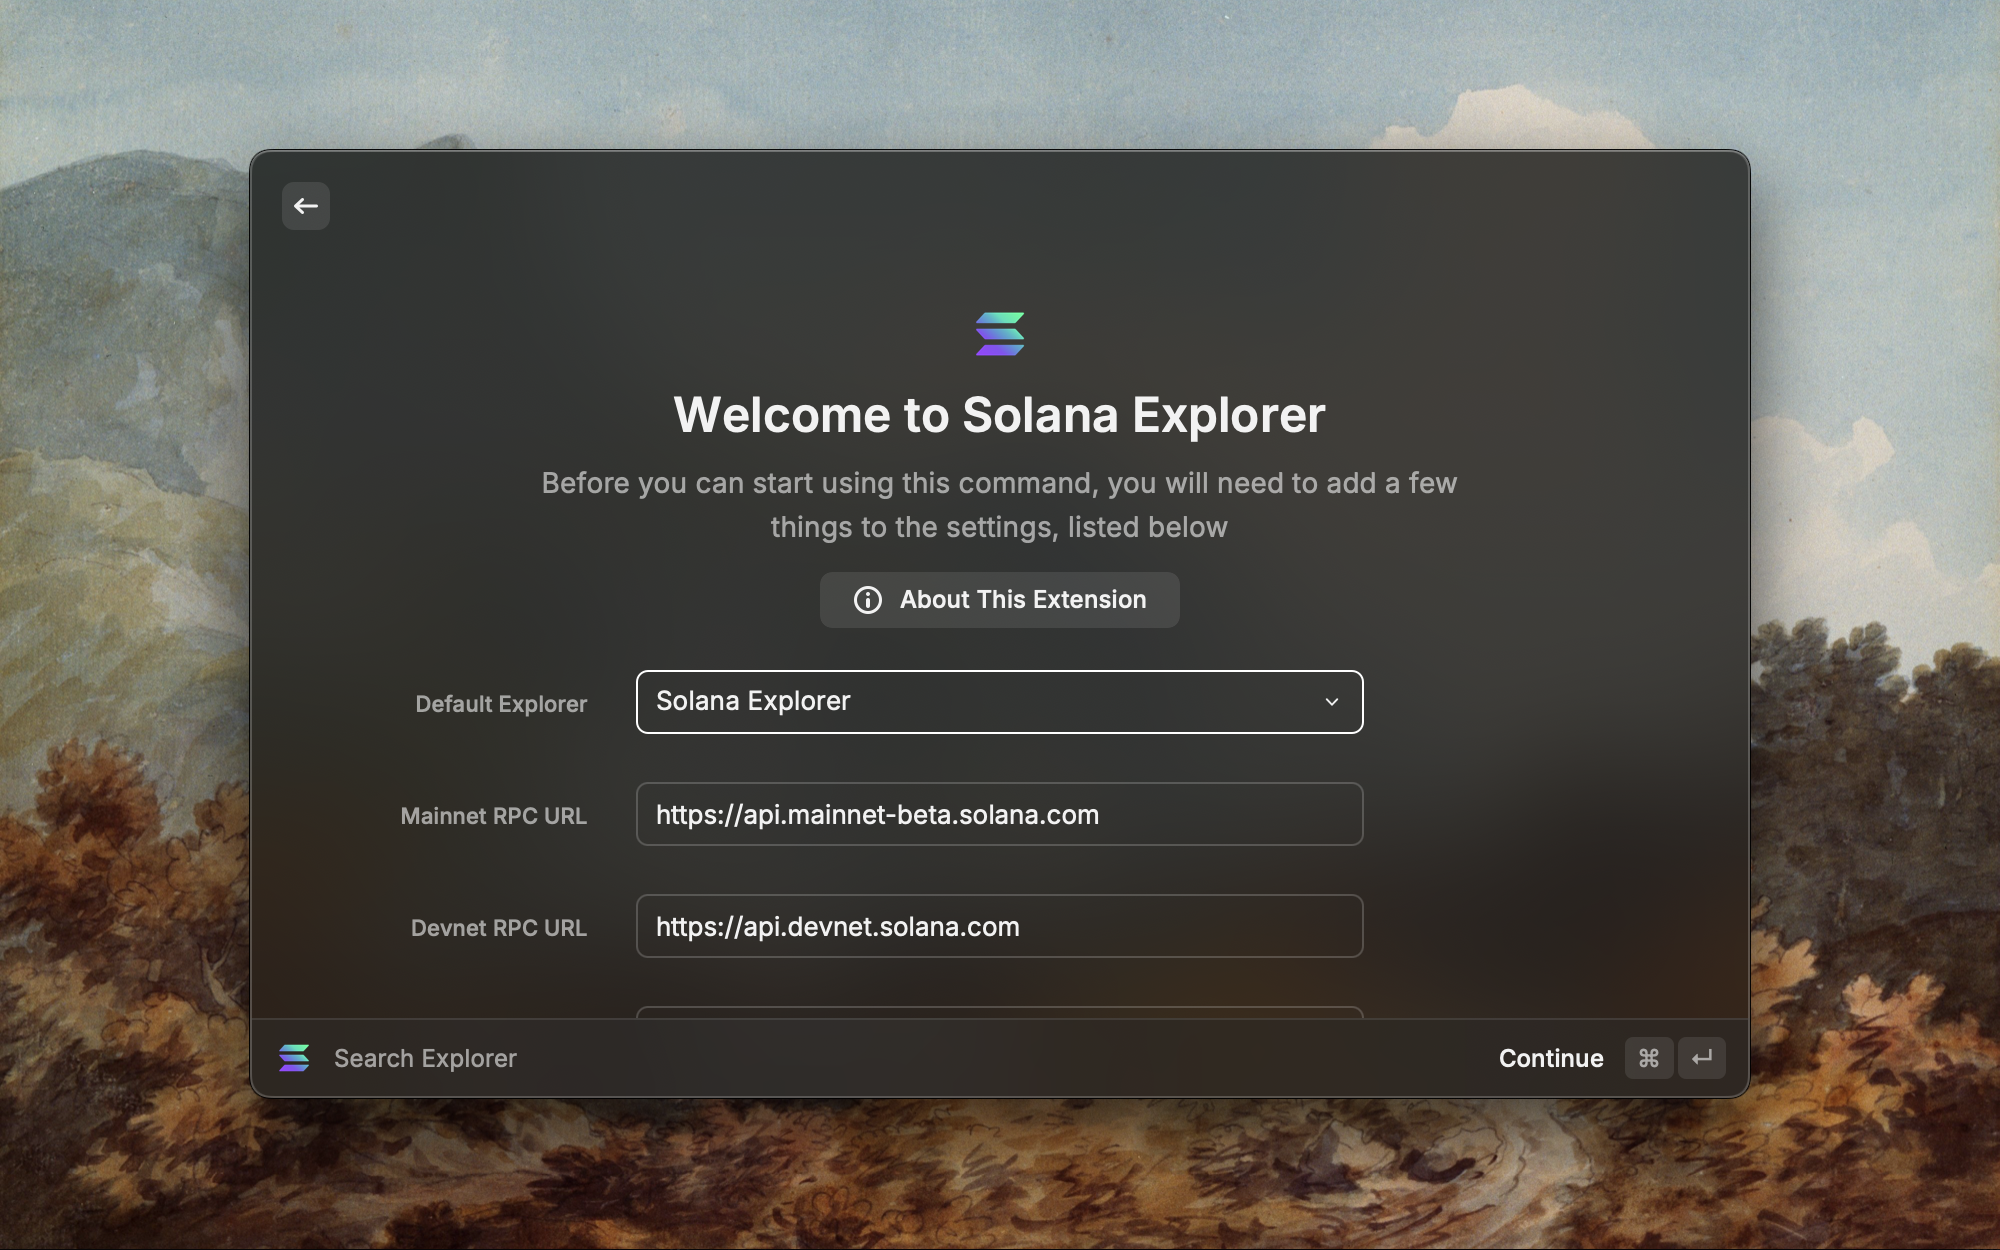 Welcome to Solana Explorer
Before you can start using this command, you will need to add a few
things to the settings, listed below
About This Extension
Default Explorer
Solana Explorer
Mainnet RPC URL
https://api.mainnet-beta.solana.com
Devnet RPC URL
https://api.devnet.solana.com
Search Explorer
Continue ⌘ ↵